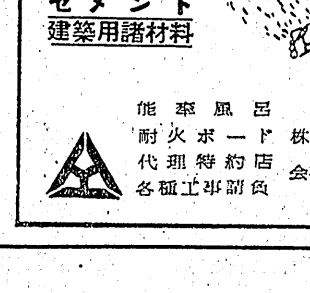 セメント
建築用諸材料
能率風呂
耐火ボード
代理特約店
各種工事請負
株
会